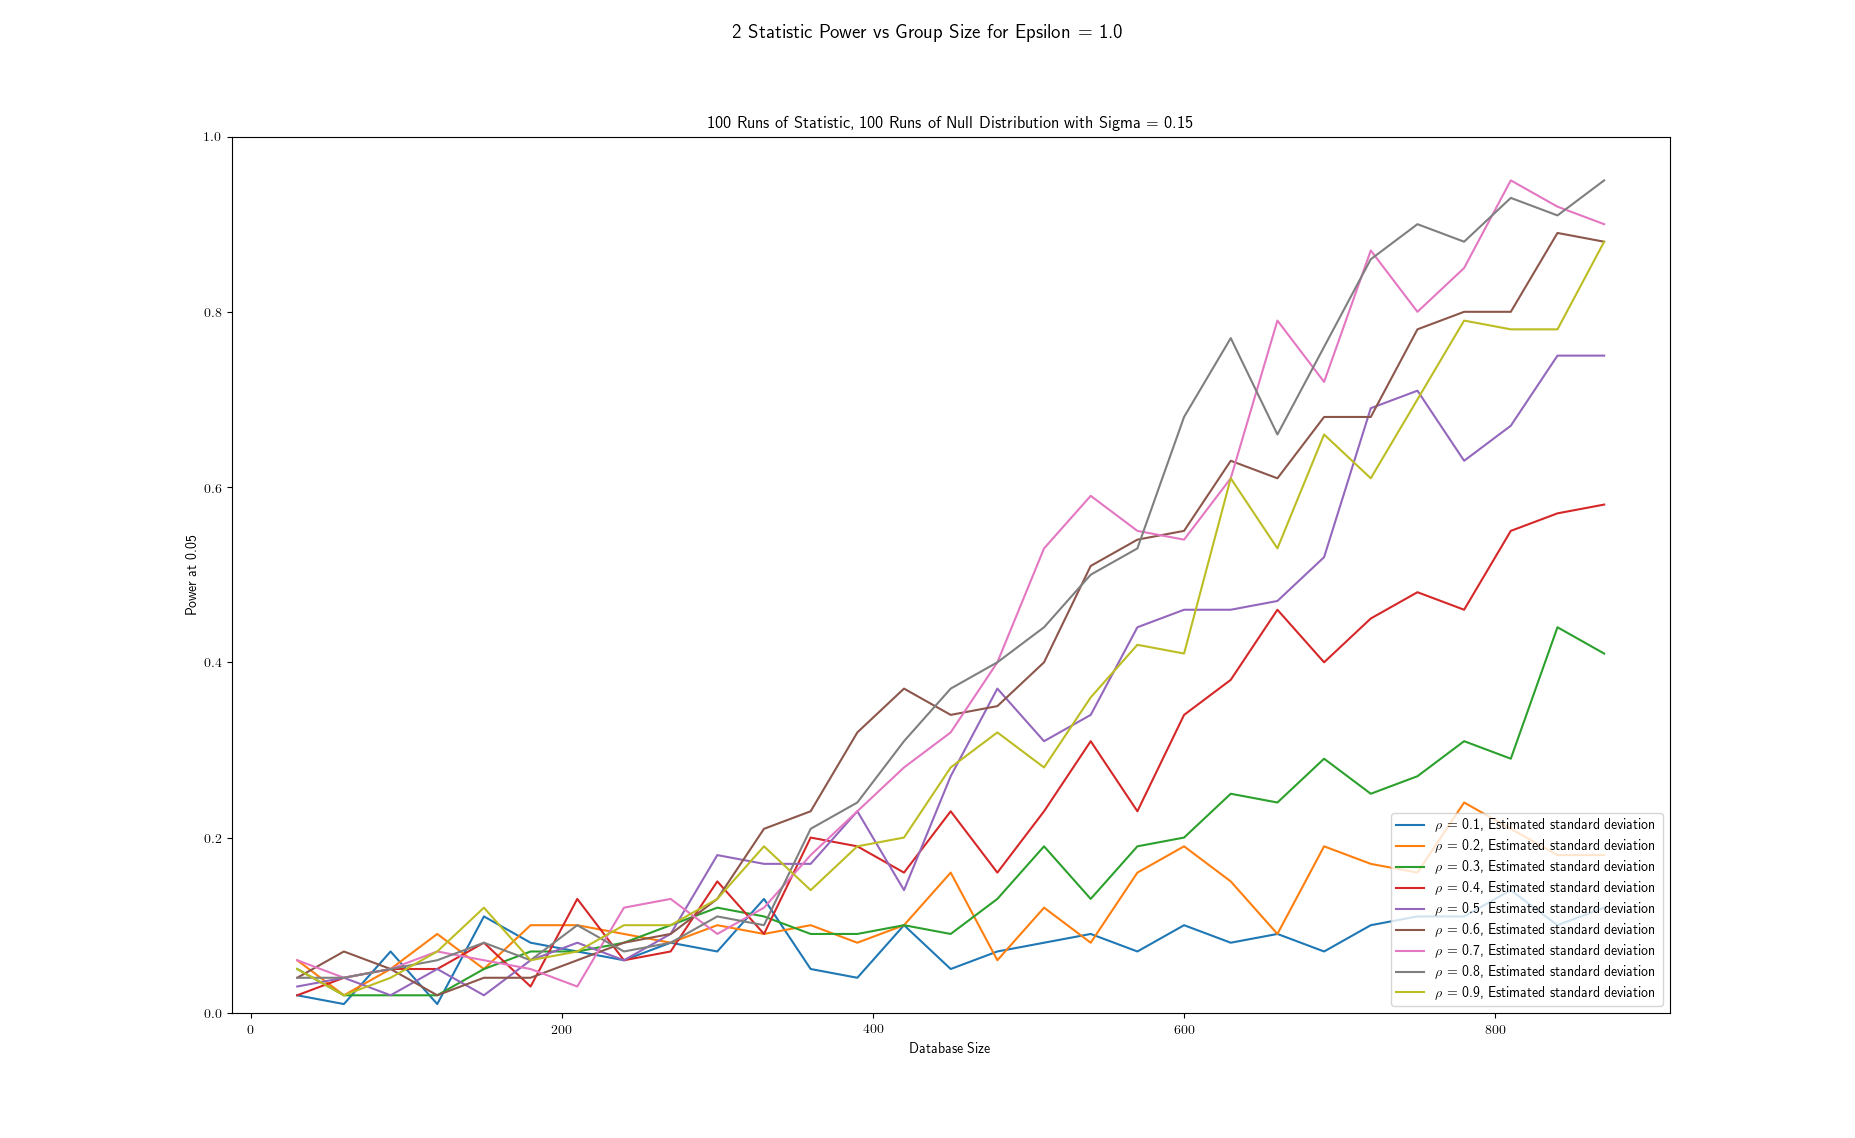 2 Statistic Power vs Group Size for Epsilon = 1.0
100 Runs of Statistic, 100 Runs of Null Distribution with Sigma = 0.15
1.0
0.8
0.6
0.4
0.2
0.0
Power at 0.05
0 200 400 600 800
Database Size
ρ = 0.1, Estimated standard deviation
ρ = 0.2, Estimated standard deviation
ρ = 0.3, Estimated standard deviation
ρ = 0.4, Estimated standard deviation
ρ = 0.5, Estimated standard deviation
ρ = 0.6, Estimated standard deviation
ρ = 0.7, Estimated standard deviation
ρ = 0.8, Estimated standard deviation
ρ = 0.9, Estimated standard deviation